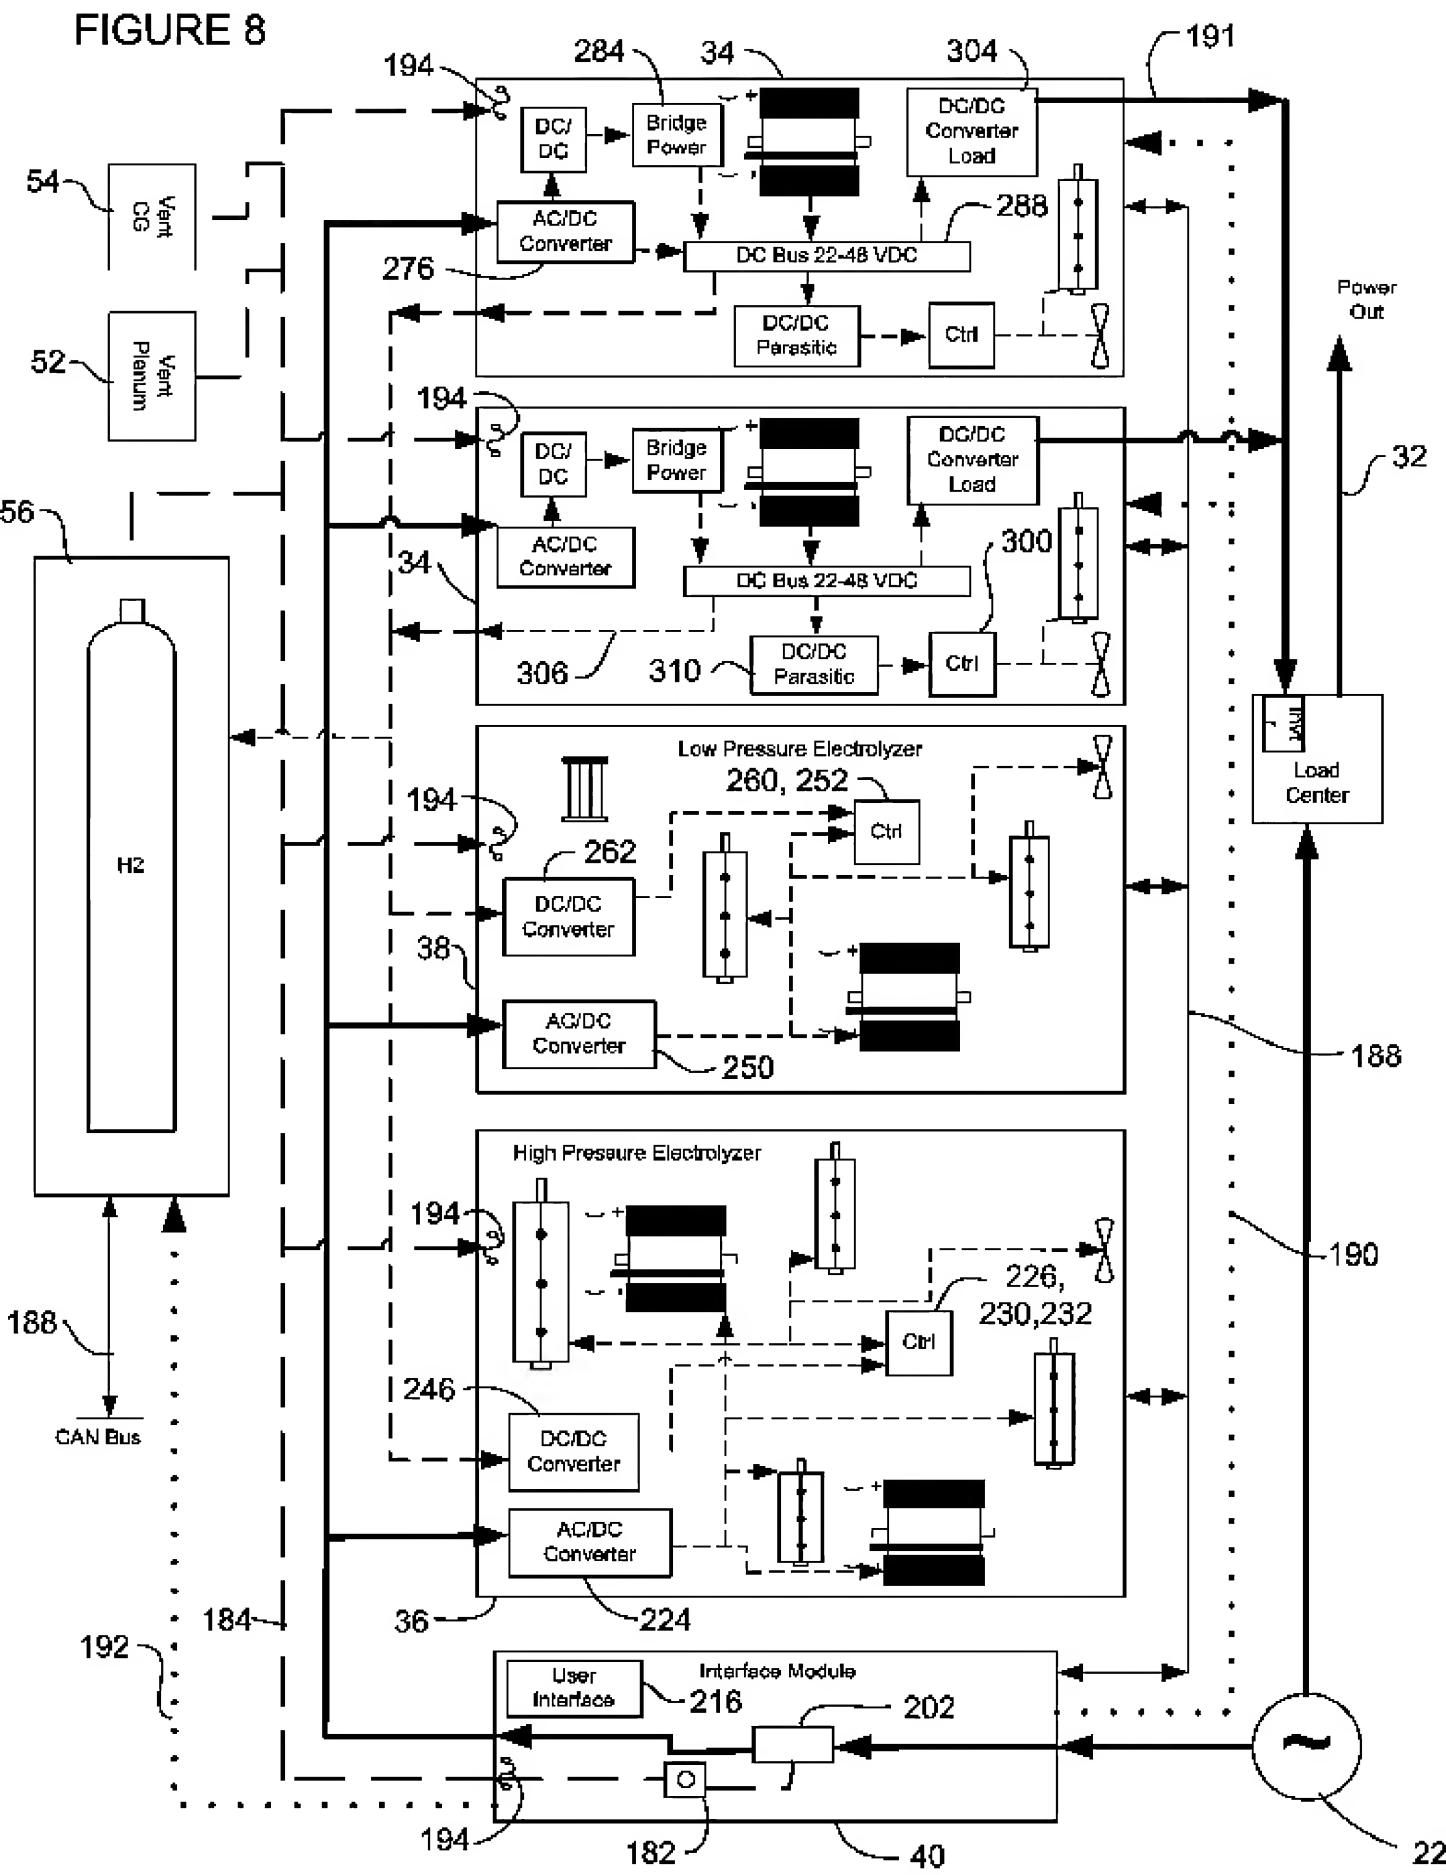 FIGURE 8
194
284
34
304
191
DC/
DC
Bridge
Power
+
DC/DC
Converter
Load
54
Vent
CG
AC/DC
Converter
288
276
DC Bus 22-48 VDC
Power
Out
DC/DC
Parasitic
Ctrl
52
Vent
Plenum
194
DC/
DC
Bridge
Power
+
DC/DC
Converter
Load
32
56
AC/DC
Converter
34
300
DC Bus 22-48 VDC
306
310
DC/DC
Parasitic
Ctrl
Low Pressure Electrolyzer
260, 252
Invt
Load
Center
194
Ctrl
H2
262
DC/DC
Converter
38
+
AC/DC
Converter
250
188
High Pressure Electrolyzer
194
+
226,
230,232
190
Ctrl
188
246
CAN Bus
DC/DC
Converter
+
AC/DC
Converter
184
36
224
192
User
Interface
216
Interface Module
202
~
194
182
40
22